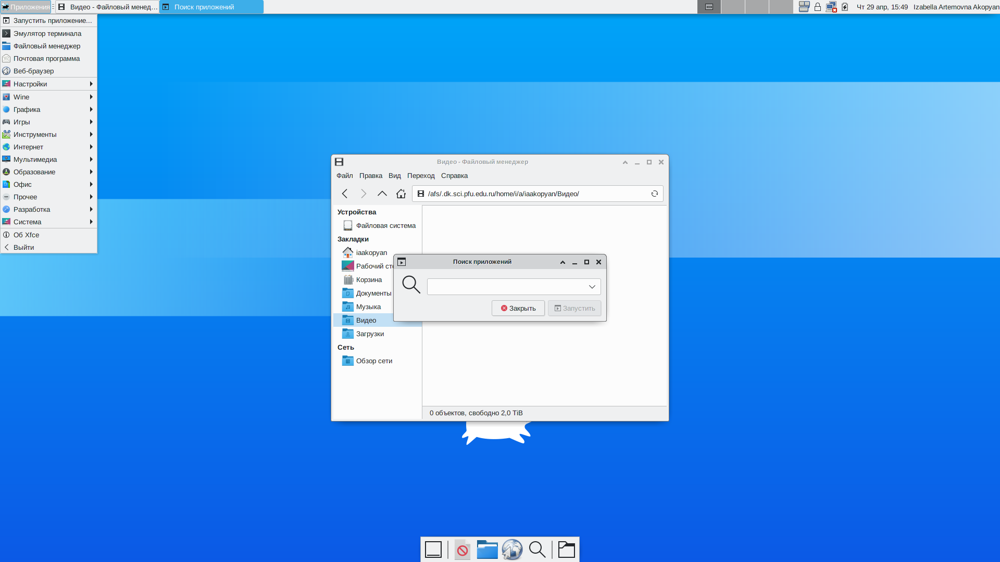 Приложения
Видео - Файловый менед...
Поиск приложений
Чт 29 апр, 15:49
Izabella Artemovna Akopyan
Запустить приложение...
Эмулятор терминала
Файловый менеджер
Почтовая программа
Веб-браузер
Настройки
Wine
Графика
Игры
Инструменты
Интернет
Мультимедиа
Образование
Офис
Прочее
Разработка
Система
Об Xfce
Выйти
Видео - Файловый менеджер
Файл Правка Вид Переход Справка
/afs/.dk.sci.pfu.edu.ru/home/i/a/iaakopyan/Видео/
Устройства
Файловая система
Закладки
iaakopyan
Рабочий сто
Корзина
Документы
Музыка
Видео
Загрузки
Сеть
Обзор сети
0 объектов, свободно 2,0 TiB
Поиск приложений
Закрыть
Запустить